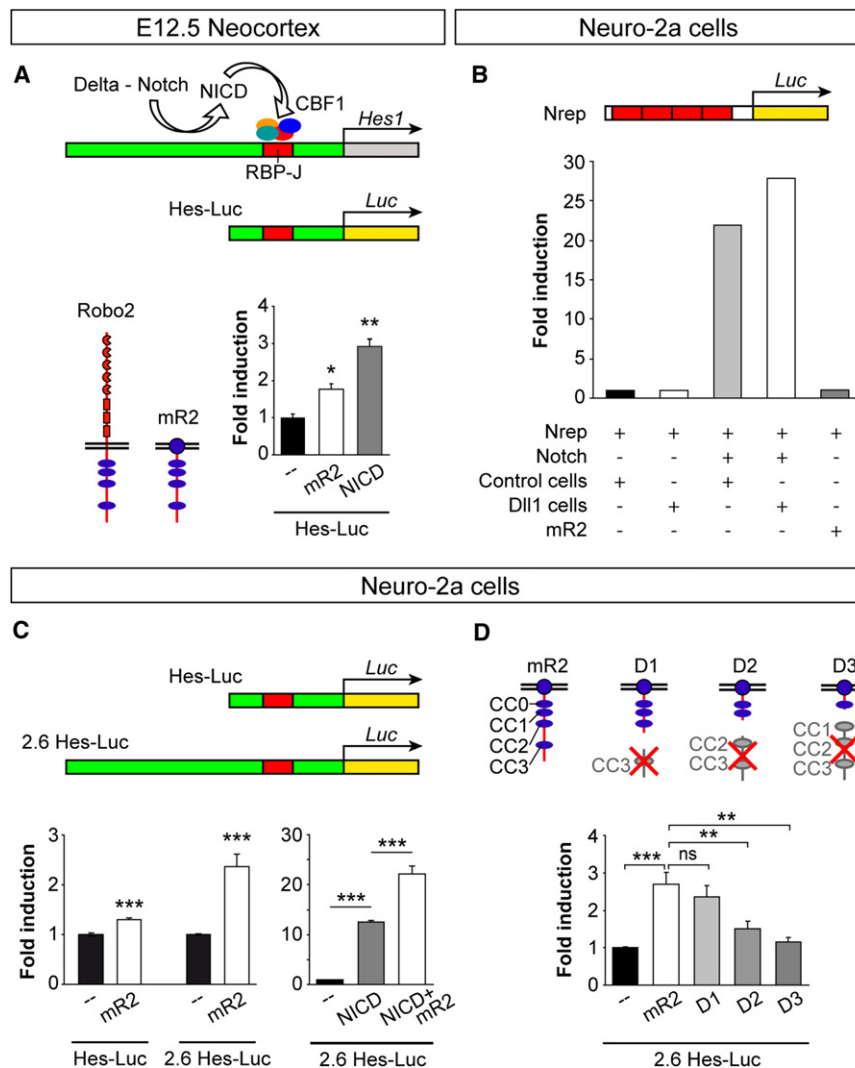 E12.5 Neocortex
Neuro-2a cells
A
Delta - Notch
NICD
CBF1
Hes1
RBP-J
Hes-Luc
Luc
Robo2
mR2
Fold induction
4
3
2
1
0
*
**
--
mR2
NICD
Hes-Luc
B
Nrep
Luc
Fold induction
30
25
20
15
10
5
0
Nrep + + + + +
Notch - - + + -
Control cells + - + - -
Dll1 cells - + - + -
mR2 - - - - +
Neuro-2a cells
C
Hes-Luc
Luc
2.6 Hes-Luc
Luc
Fold induction
3
2
1
0
***
***
--
mR2
--
mR2
Hes-Luc
2.6 Hes-Luc
30
20
10
0
***
***
--
NICD
NICD+
mR2
2.6 Hes-Luc
D
mR2
D1
D2
D3
CC0
CC1
CC2
CC3
CC3
CC2
CC3
CC1
CC2
CC3
Fold induction
4
3
2
1
0
**
**
***
ns
--
mR2
D1
D2
D3
2.6 Hes-Luc